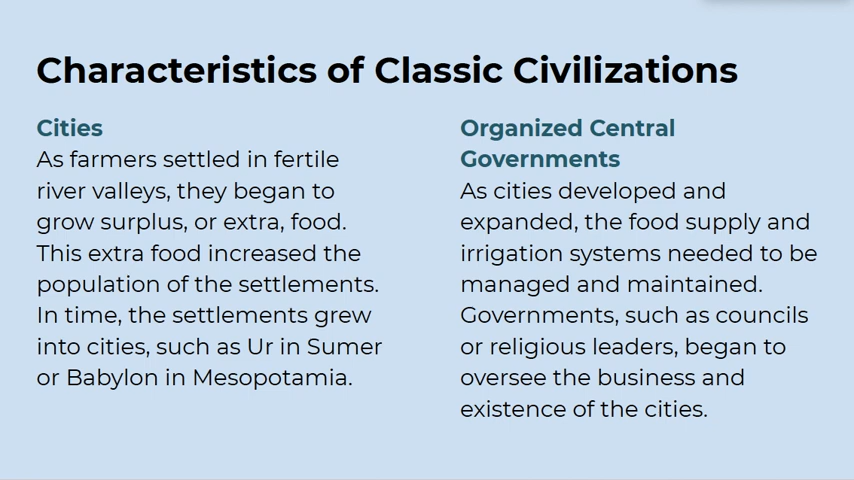 Characteristics of Classic Civilizations
Cities
As farmers settled in fertile
river valleys, they began to
grow surplus, or extra, food.
This extra food increased the
population of the settlements.
In time, the settlements grew
into cities, such as Ur in Sumer
or Babylon in Mesopotamia.
Organized Central
Governments
As cities developed and
expanded, the food supply and
irrigation systems needed to be
managed and maintained.
Governments, such as councils
or religious leaders, began to
oversee the business and
existence of the cities.